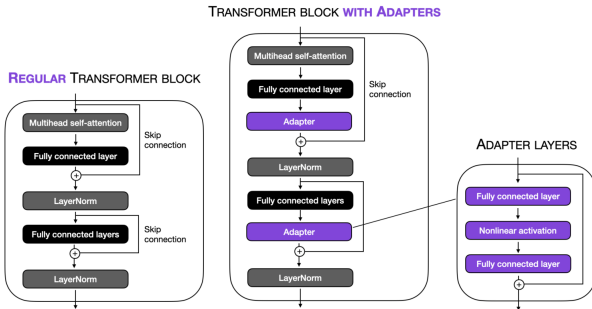 REGULAR TRANSFORMER BLOCK
Multihead self-attention
Fully connected layer
Skip
connection
+
LayerNorm
Fully connected layers
Skip
connection
+
LayerNorm
TRANSFORMER BLOCK WITH ADAPTERS
Multihead self-attention
Fully connected layer
Skip
connection
Adapter
+
LayerNorm
Fully connected layers
Adapter
+
LayerNorm
ADAPTER LAYERS
Fully connected layer
Nonlinear activation
Fully connected layer
+